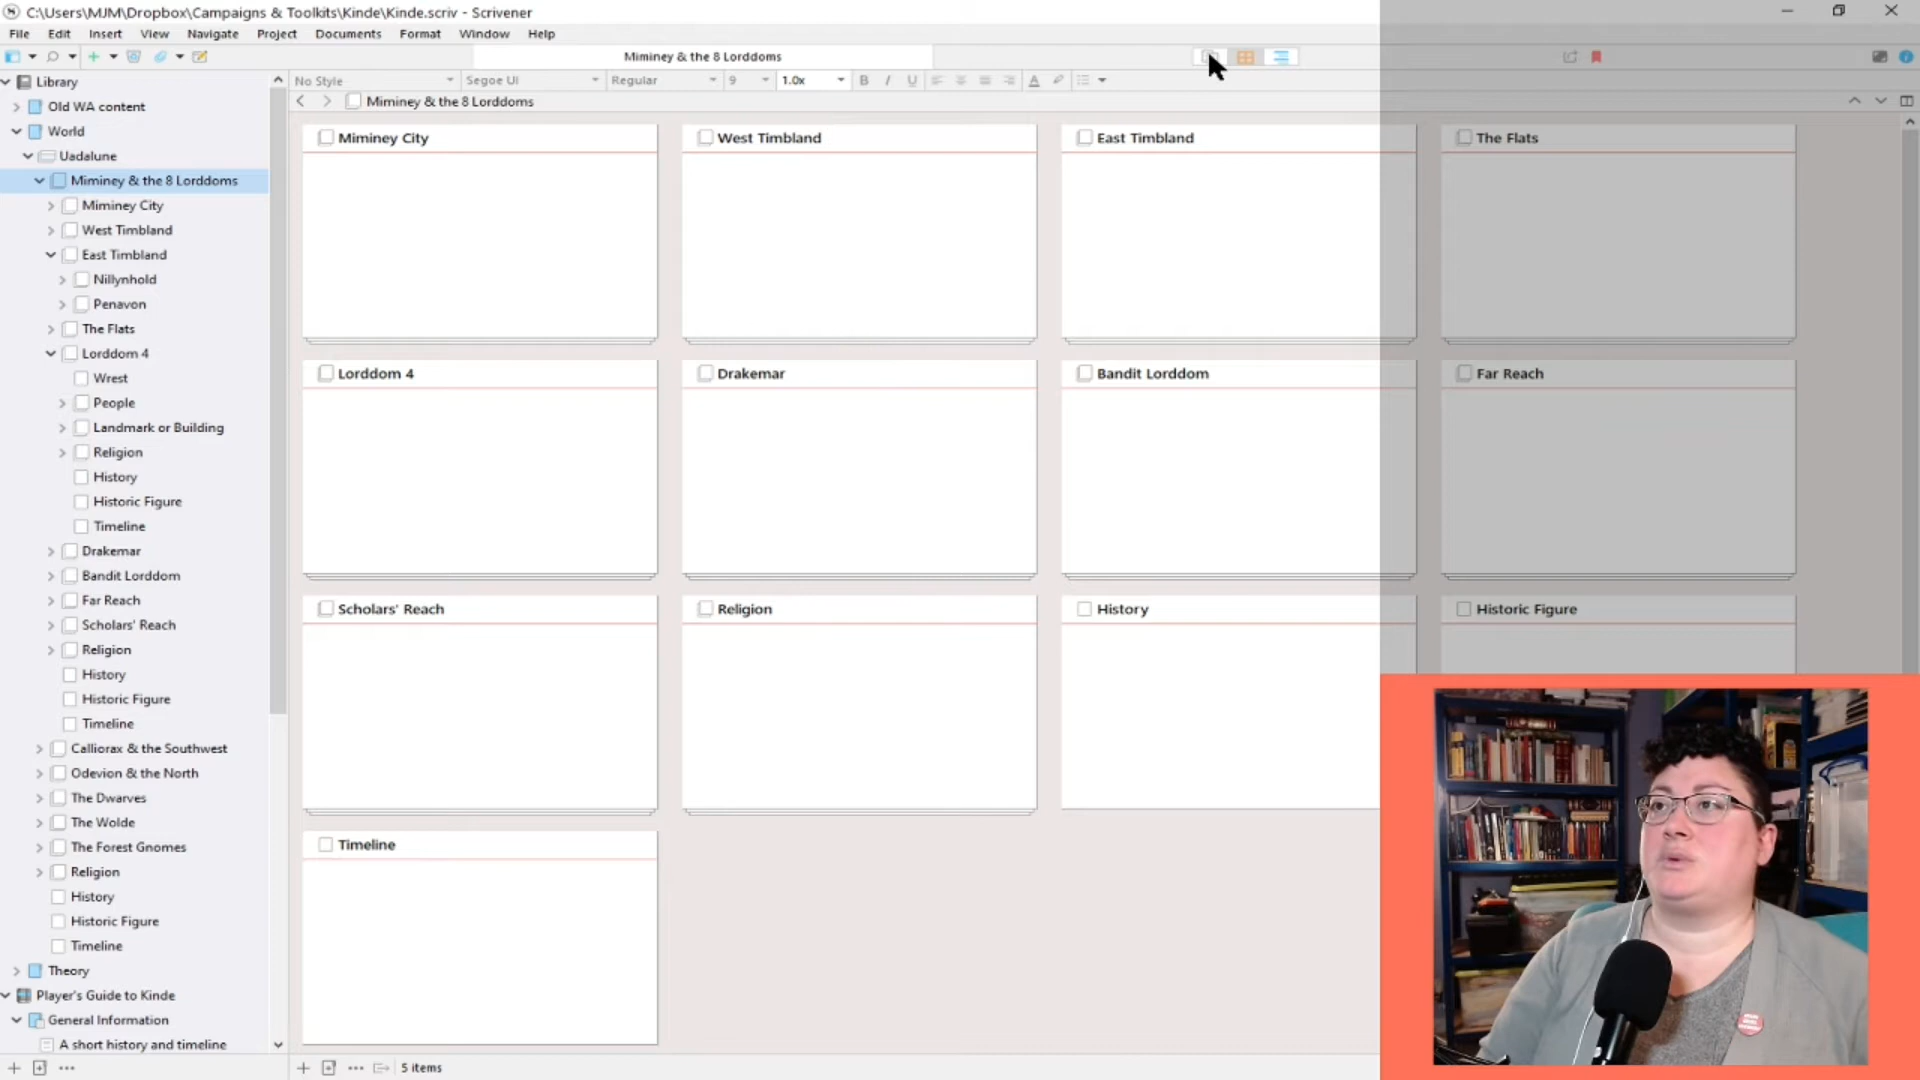 C:\Users\MJM\Dropbox\Campaigns & Toolkits\Kinde\Kinde.scriv - Scrivener
File Edit Insert View Navigate Project Documents Format Window Help
Miminey & the 8 Lorddoms
No Style Segoe UI Regular 9 1.0x B I U A
Miminey & the 8 Lorddoms
Library
Old WA content
World
Uadalune
Miminey & the 8 Lorddoms
Miminey City
West Timbland
East Timbland
Nillynhold
Penavon
The Flats
Lorddom 4
Wrest
People
Landmark or Building
Religion
History
Historic Figure
Timeline
Drakemar
Bandit Lorddom
Far Reach
Scholars' Reach
Religion
History
Historic Figure
Timeline
Calliorax & the Southwest
Odevion & the North
The Dwarves
The Wolde
The Forest Gnomes
Religion
History
Historic Figure
Timeline
Theory
Player's Guide to Kinde
General Information
A short history and timeline
Miminey City West Timbland East Timbland The Flats
Lorddom 4 Drakemar Bandit Lorddom Far Reach
Scholars' Reach Religion History Historic Figure
Timeline
5 items